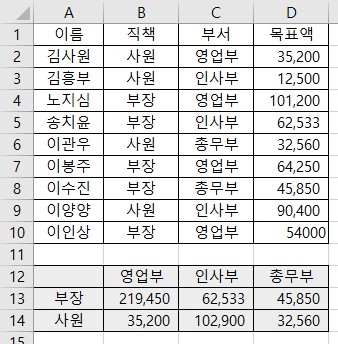 A B C D
1 이름 직책 부서 목표액
2 김사원 사원 영업부 35,200
3 김흥부 사원 인사부 12,500
4 노지심 부장 영업부 101,200
5 송치윤 부장 인사부 62,533
6 이관우 사원 총무부 32,560
7 이봉주 부장 영업부 64,250
8 이수진 부장 총무부 45,850
9 이양양 사원 인사부 90,400
10 이인상 부장 영업부 54000
11
12 영업부 인사부 총무부
13 부장 219,450 62,533 45,850
14 사원 35,200 102,900 32,560